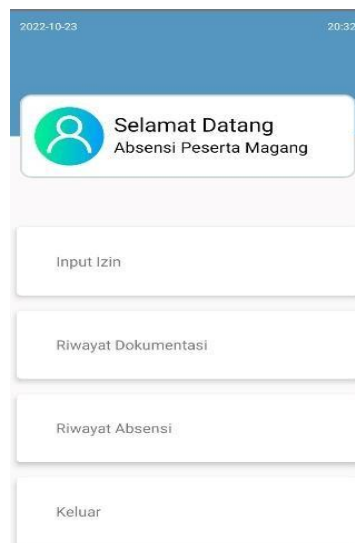 2022-10-23 20:32
Selamat Datang
Absensi Peserta Magang
Input Izin
Riwayat Dokumentasi
Riwayat Absensi
Keluar